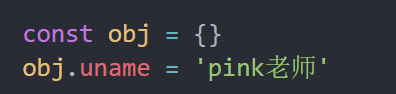 const obj = {}
obj.uname = 'pink老师'